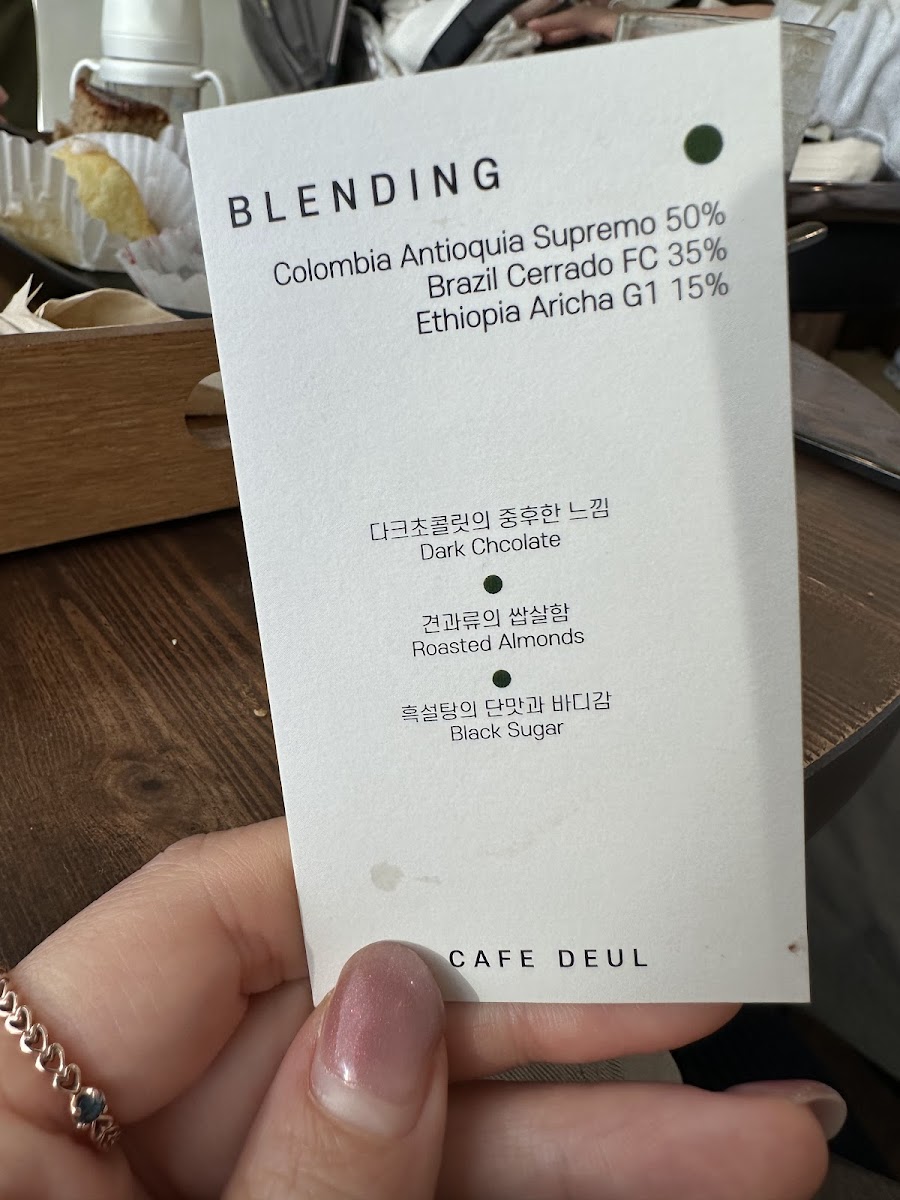 BLENDING
Colombia Antioquia Supremo 50%
Brazil Cerrado FC 35%
Ethiopia Aricha G1 15%
다크초콜릿의 중후한 느낌
Dark Chcolate
견과류의 쌉살함
Roasted Almonds
흑설탕의 단맛과 바디감
Black Sugar
CAFE DEUL